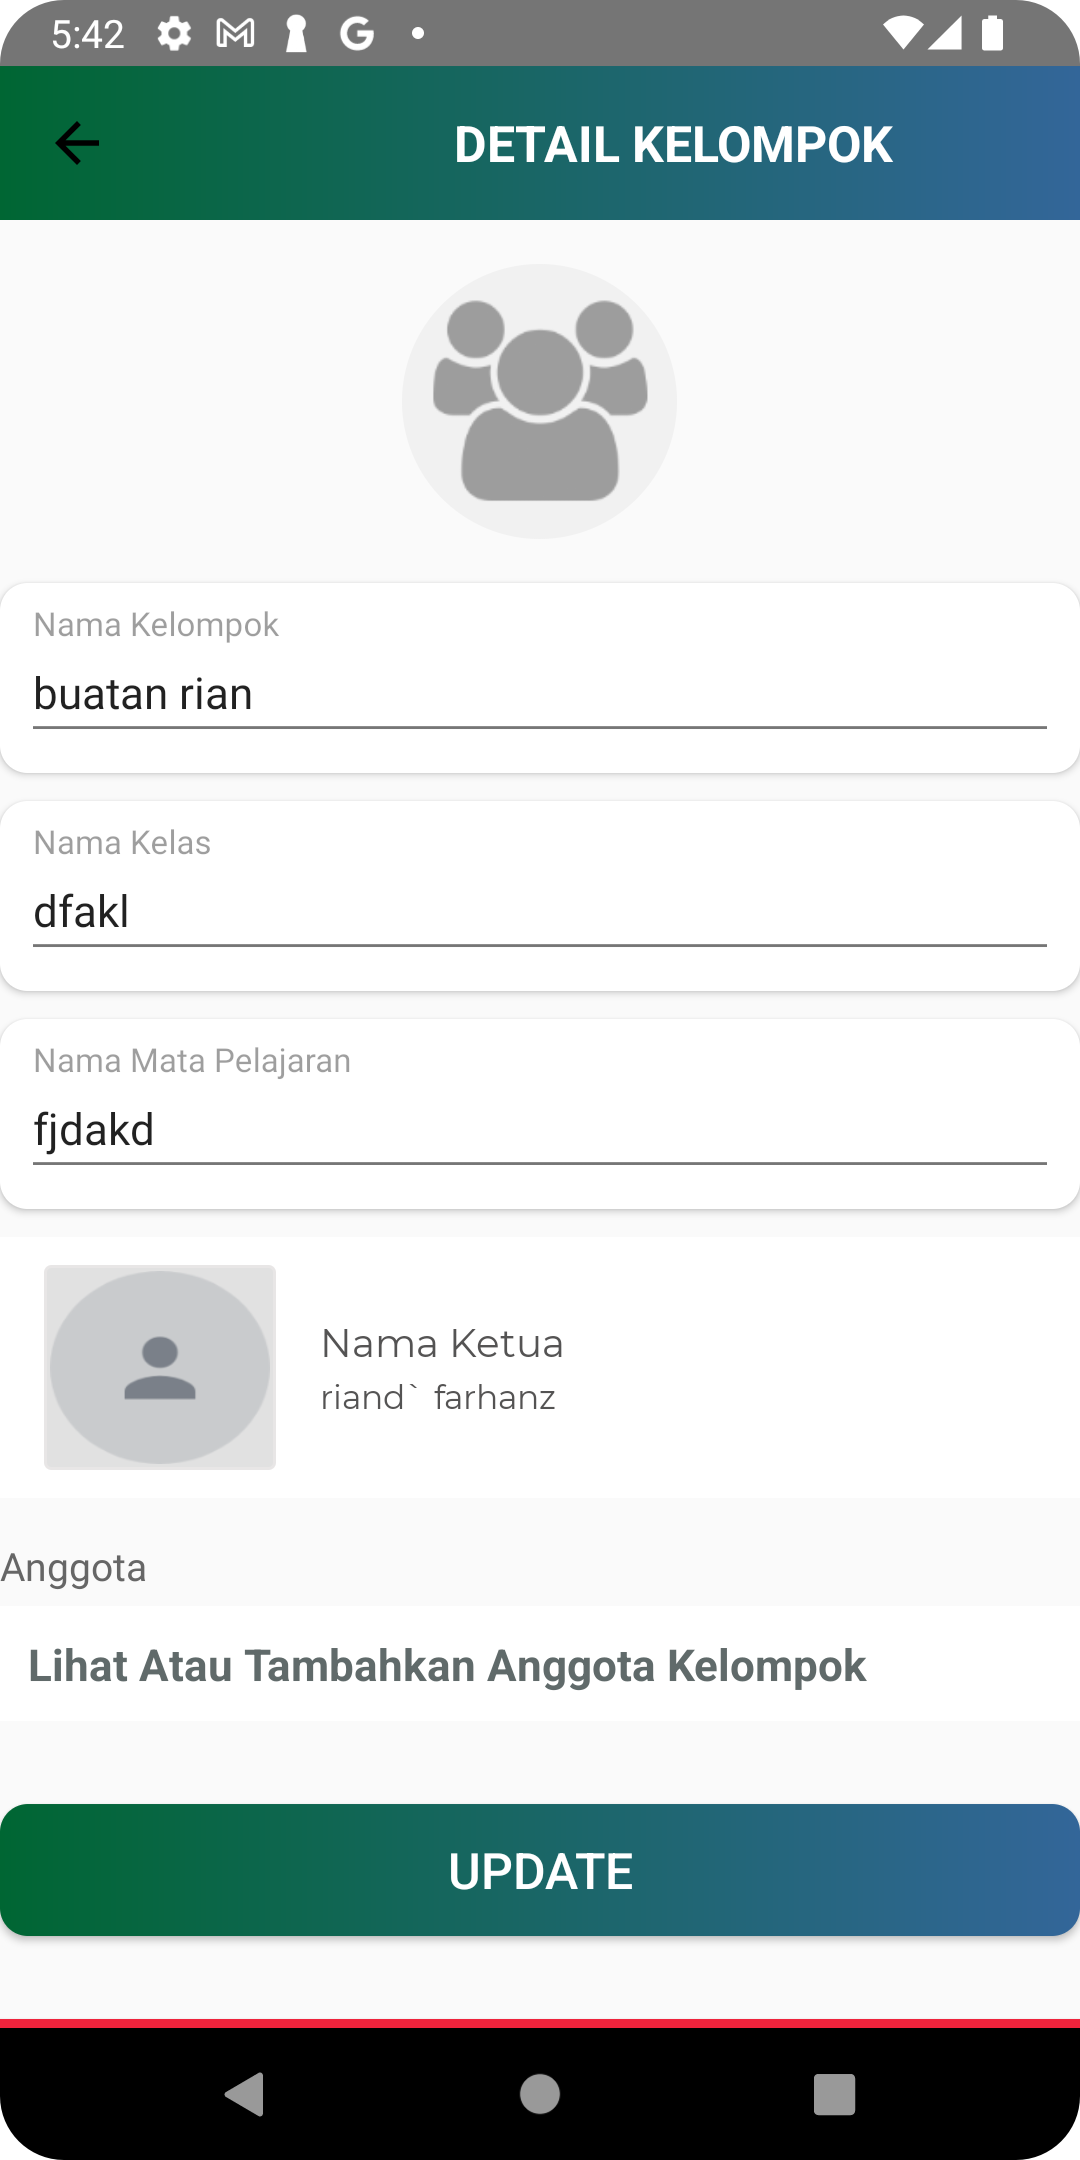 5:42
DETAIL KELOMPOK
Nama Kelompok
buatan rian
Nama Kelas
dfakl
Nama Mata Pelajaran
fjdakd
Nama Ketua
riand` farhanz
Anggota
Lihat Atau Tambahkan Anggota Kelompok
UPDATE